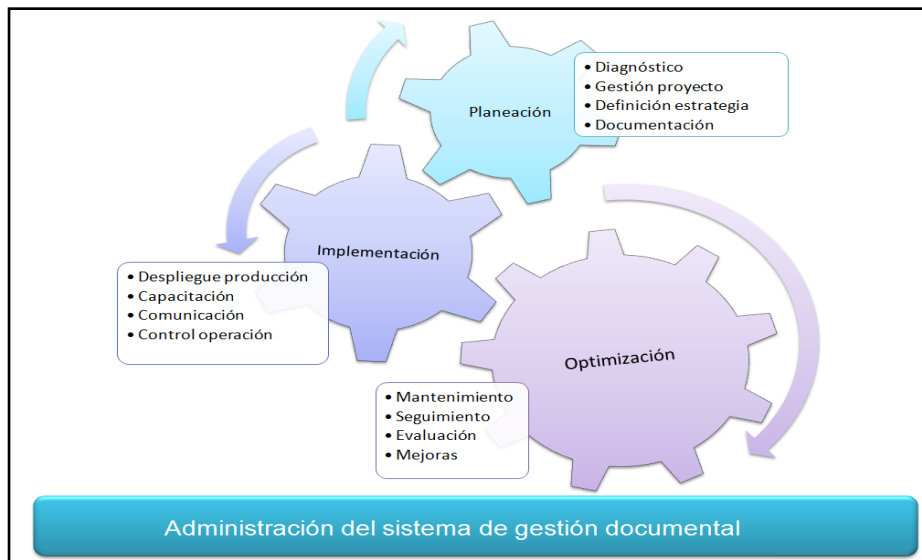 Planeación
• Diagnóstico
• Gestión proyecto
• Definición estrategia
• Documentación
Implementación
• Despliegue producción
• Capacitación
• Comunicación
• Control operación
Optimización
• Mantenimiento
• Seguimiento
• Evaluación
• Mejoras
Administración del sistema de gestión documental